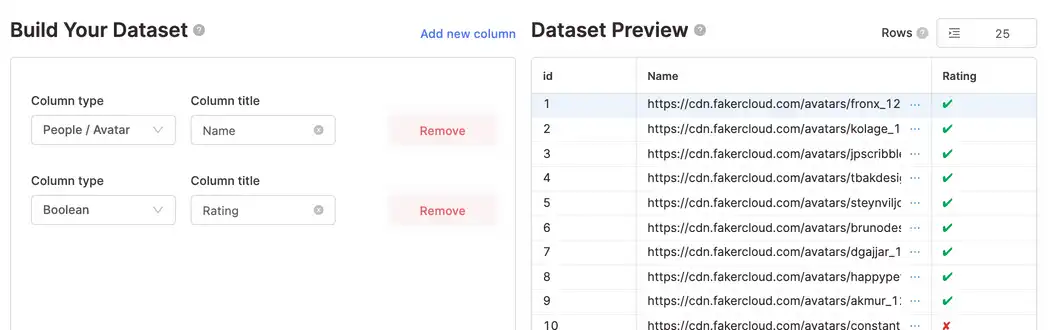 Build Your Dataset ?
Add new column
Column type Column title
People / Avatar Name Remove
Column type Column title
Boolean Rating Remove
Dataset Preview ?
Rows ? 25
id Name Rating
1 https://cdn.fakercloud.com/avatars/fronx_12 ... ✔
2 https://cdn.fakercloud.com/avatars/kolage_1 ... ✔
3 https://cdn.fakercloud.com/avatars/jpscribble ... ✔
4 https://cdn.fakercloud.com/avatars/tbakdesig ... ✔
5 https://cdn.fakercloud.com/avatars/steynviljo ... ✔
6 https://cdn.fakercloud.com/avatars/brunodes ... ✔
7 https://cdn.fakercloud.com/avatars/dgajjar_1 ... ✔
8 https://cdn.fakercloud.com/avatars/happype ... ✔
9 https://cdn.fakercloud.com/avatars/akmur_12 ... ✔
10 https://cdn.fakercloud.com/avatars/constant ... ✘